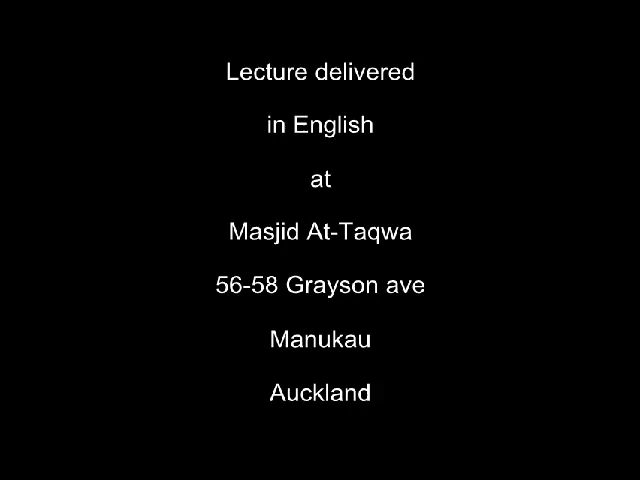 Lecture delivered
in English
at
Masjid At-Taqwa
56-58 Grayson ave
Manukau
Auckland